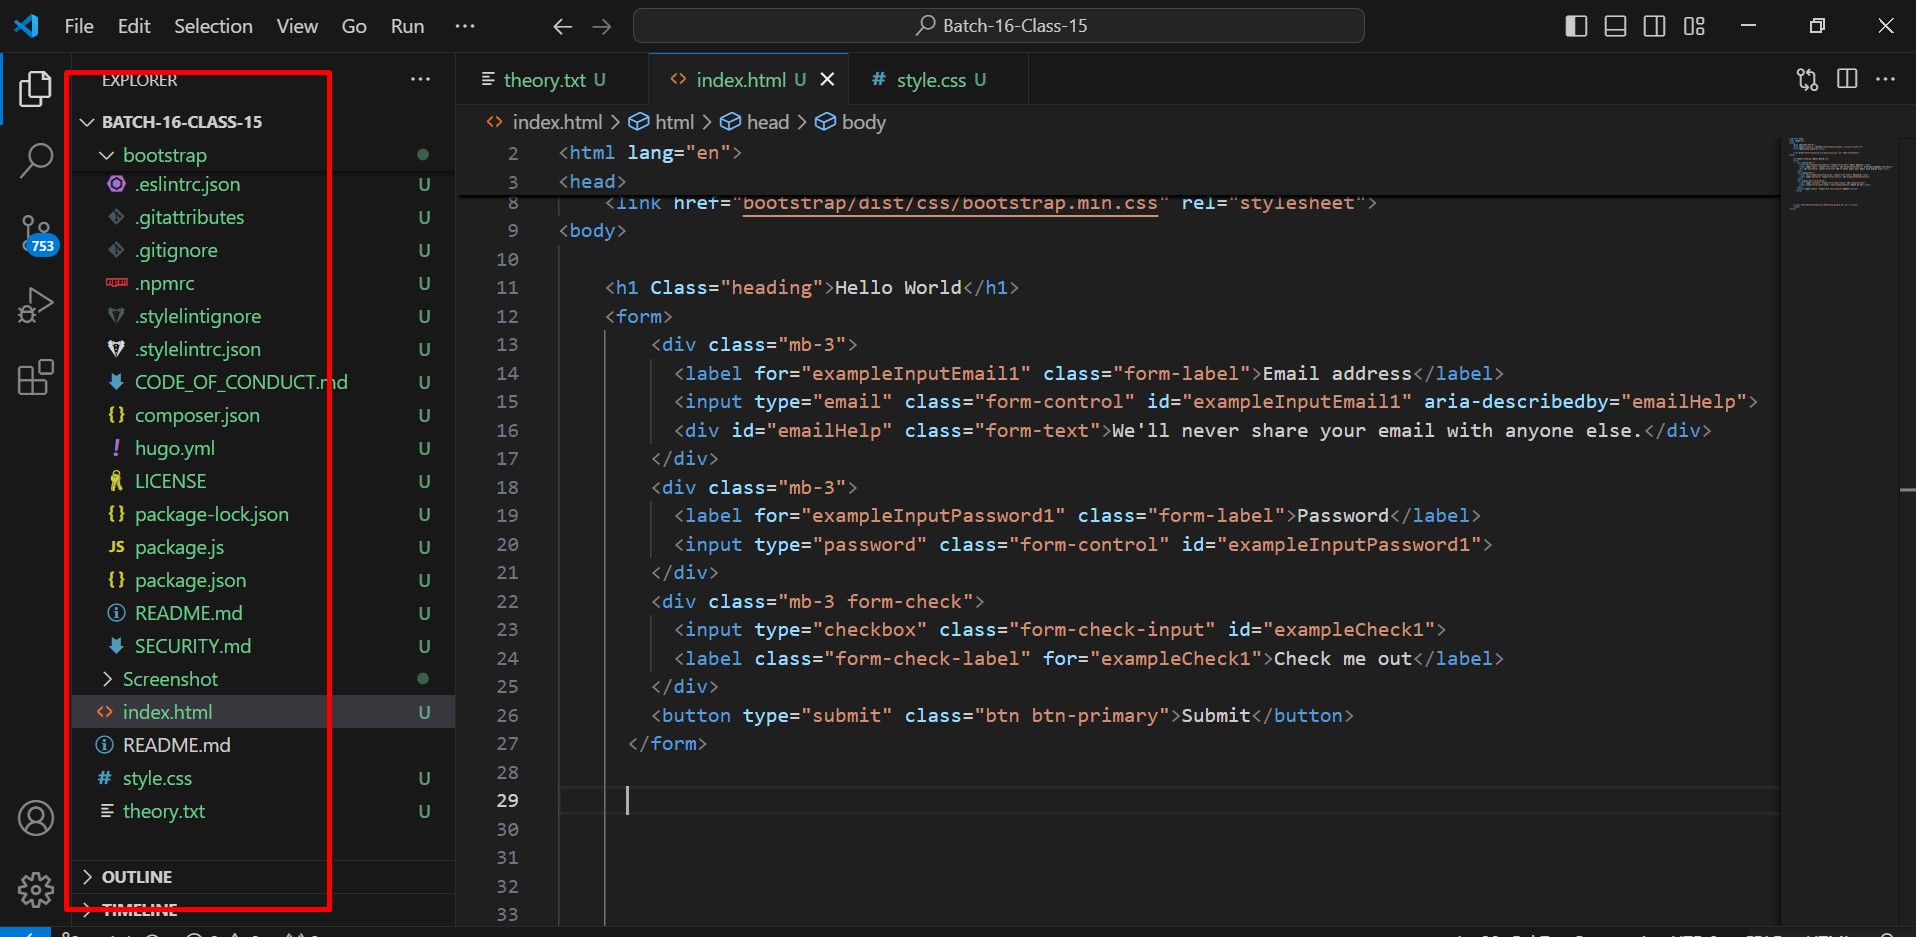 File Edit Selection View Go Run ... Batch-16-Class-15
EXPLORER ...
BATCH-16-CLASS-15
bootstrap
.eslintrc.json U
.gitattributes U
.gitignore U
.npmrc U
.stylelintignore U
.stylelintrc.json U
CODE_OF_CONDUCT.md U
composer.json U
hugo.yml U
LICENSE U
package-lock.json U
package.js U
package.json U
README.md U
SECURITY.md U
Screenshot
index.html U
README.md
style.css U
theory.txt U
OUTLINE
TIMELINE
753
theory.txt U index.html U style.css U
index.html > html > head > body
2 <html lang="en">
3 <head>
8 <link href="bootstrap/dist/css/bootstrap.min.css" rel="stylesheet">
9 <body>
10
11 <h1 Class="heading">Hello World</h1>
12 <form>
13 <div class="mb-3">
14 <label for="exampleInputEmail1" class="form-label">Email address</label>
15 <input type="email" class="form-control" id="exampleInputEmail1" aria-describedby="emailHelp">
16 <div id="emailHelp" class="form-text">We'll never share your email with anyone else.</div>
17 </div>
18 <div class="mb-3">
19 <label for="exampleInputPassword1" class="form-label">Password</label>
20 <input type="password" class="form-control" id="exampleInputPassword1">
21 </div>
22 <div class="mb-3 form-check">
23 <input type="checkbox" class="form-check-input" id="exampleCheck1">
24 <label class="form-check-label" for="exampleCheck1">Check me out</label>
25 </div>
26 <button type="submit" class="btn btn-primary">Submit</button>
27 </form>
28
29
30
31
32
33